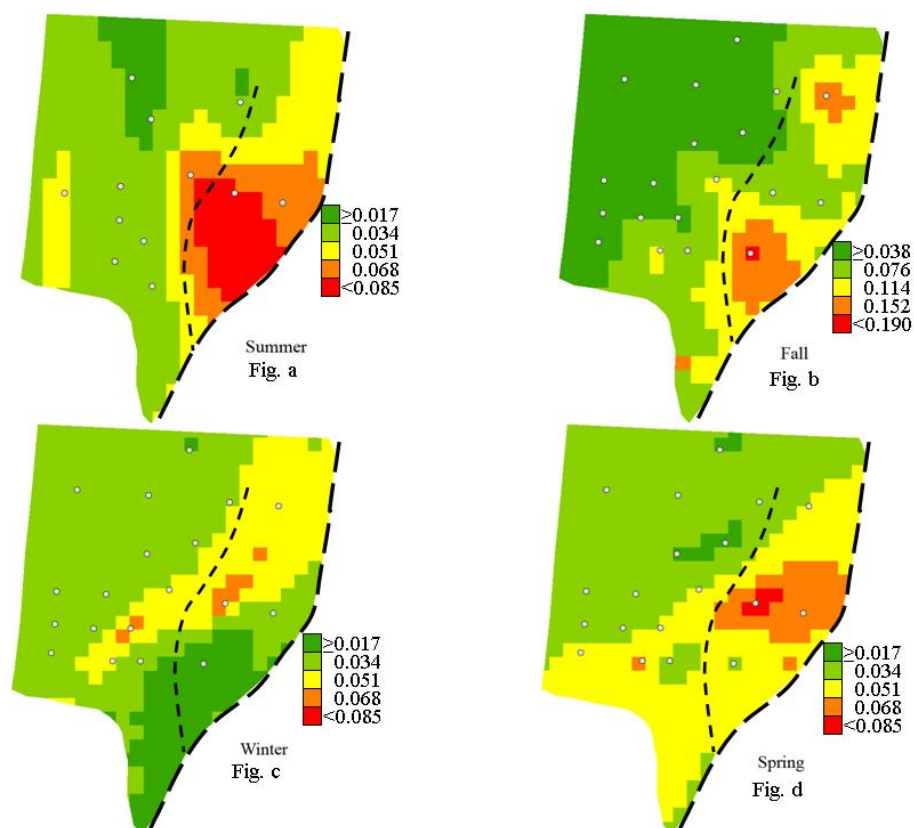 ≥0.017
0.034
0.051
0.068
<0.085
Summer
Fig. a
≥0.038
0.076
0.114
0.152
<0.190
Fall
Fig. b
≥0.017
0.034
0.051
0.068
<0.085
Winter
Fig. c
≥0.017
0.034
0.051
0.068
<0.085
Spring
Fig. d